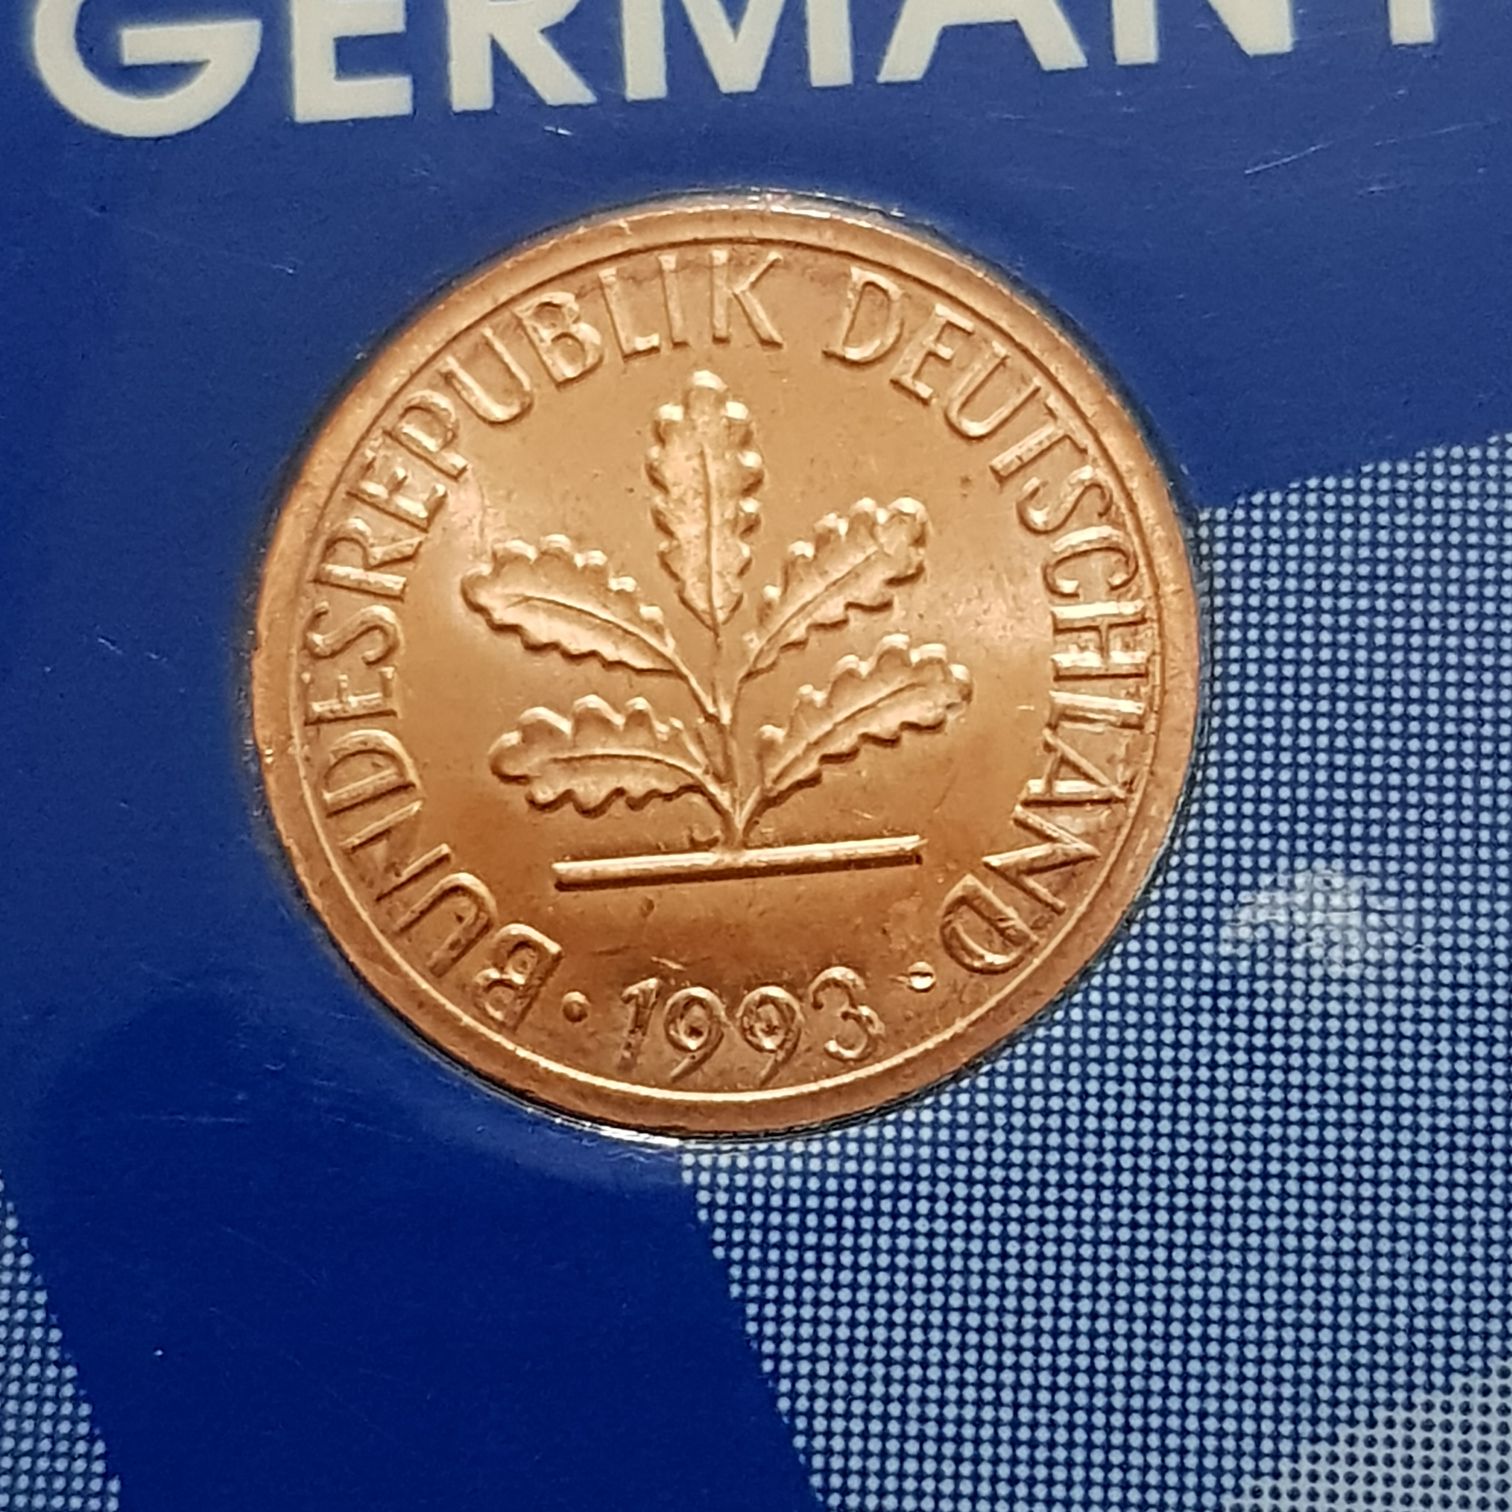 GERMANY
BUNDESREPUBLIK DEUTSCHLAND
· 1993 ·